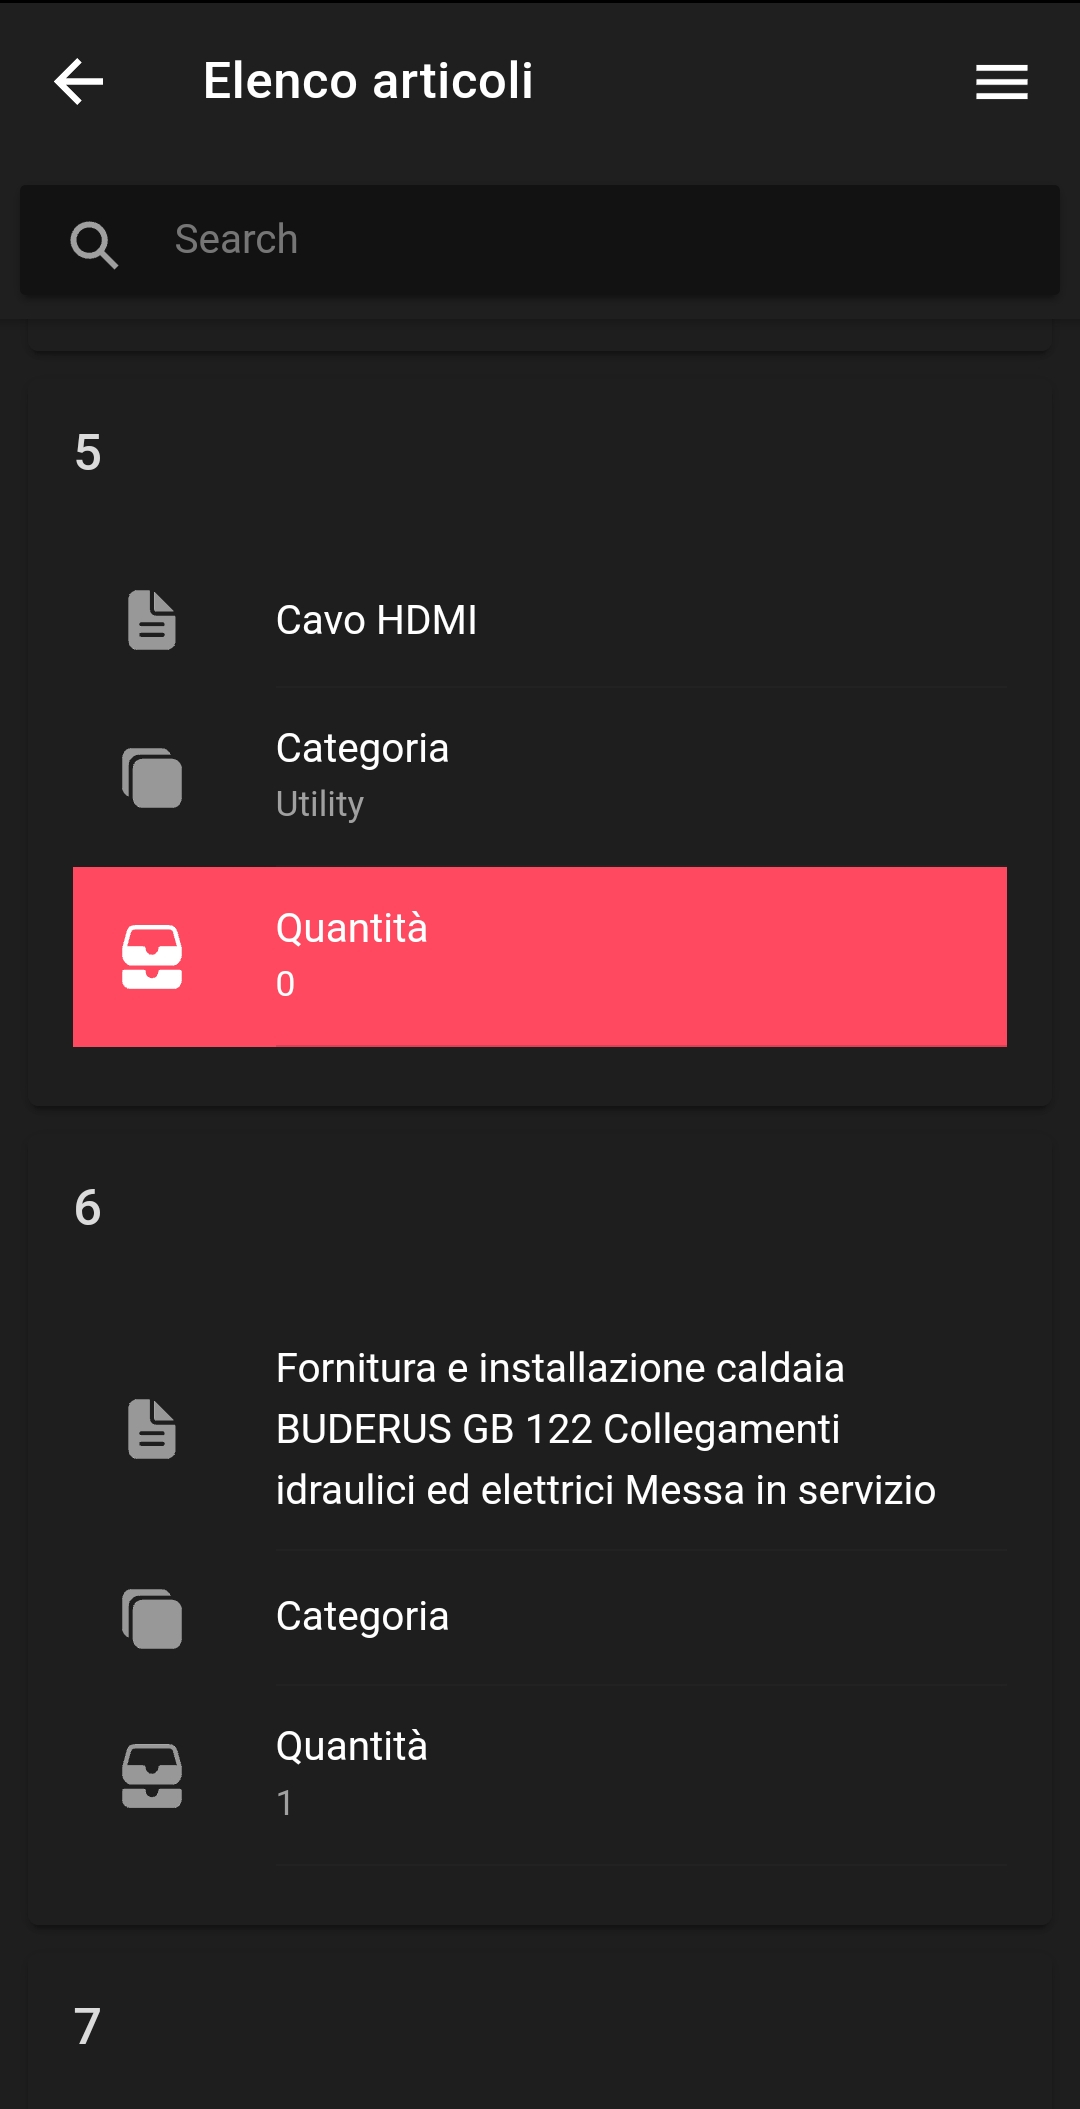 Elenco articoli
Search
5
Cavo HDMI
Categoria
Utility
Quantità
0
6
Fornitura e installazione caldaia
BUDERUS GB 122 Collegamenti
idraulici ed elettrici Messa in servizio
Categoria
Quantità
1
7